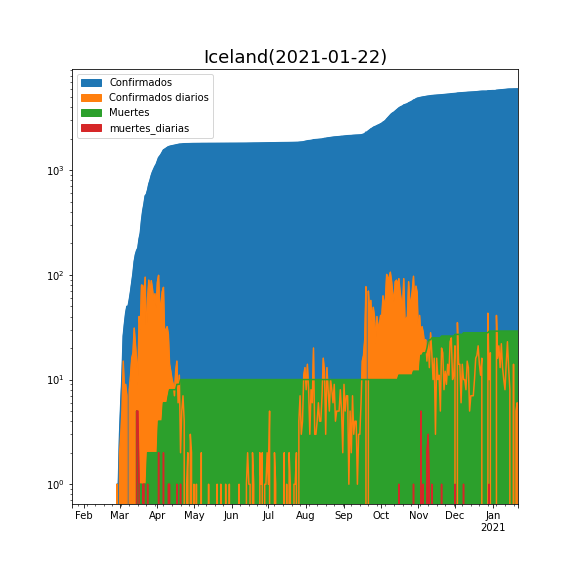 Iceland(2021-01-22)
Confirmados
Confirmados diarios
Muertes
muertes_diarias
10³
10²
10¹
10⁰
Feb Mar Apr May Jun Jul Aug Sep Oct Nov Dec Jan
2021